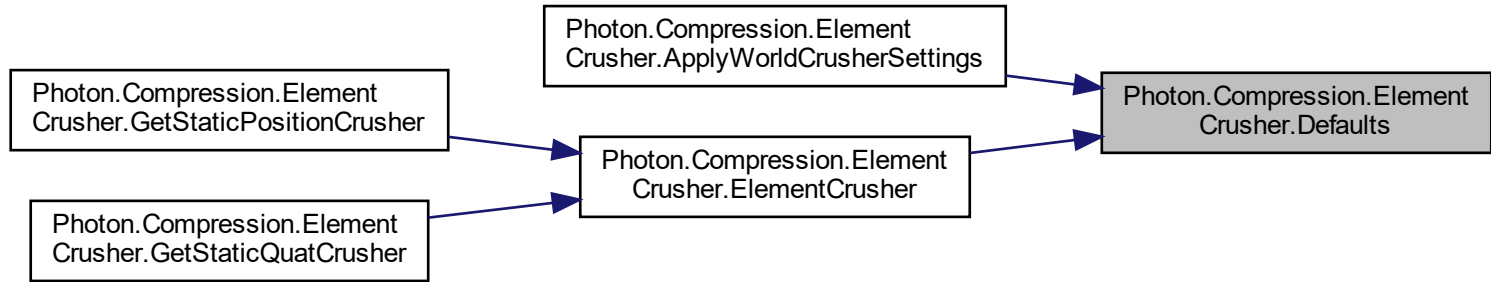 Photon.Compression.Element
Crusher.ApplyWorldCrusherSettings
Photon.Compression.Element
Crusher.GetStaticPositionCrusher
Photon.Compression.Element
Crusher.Defaults
Photon.Compression.Element
Crusher.ElementCrusher
Photon.Compression.Element
Crusher.GetStaticQuatCrusher